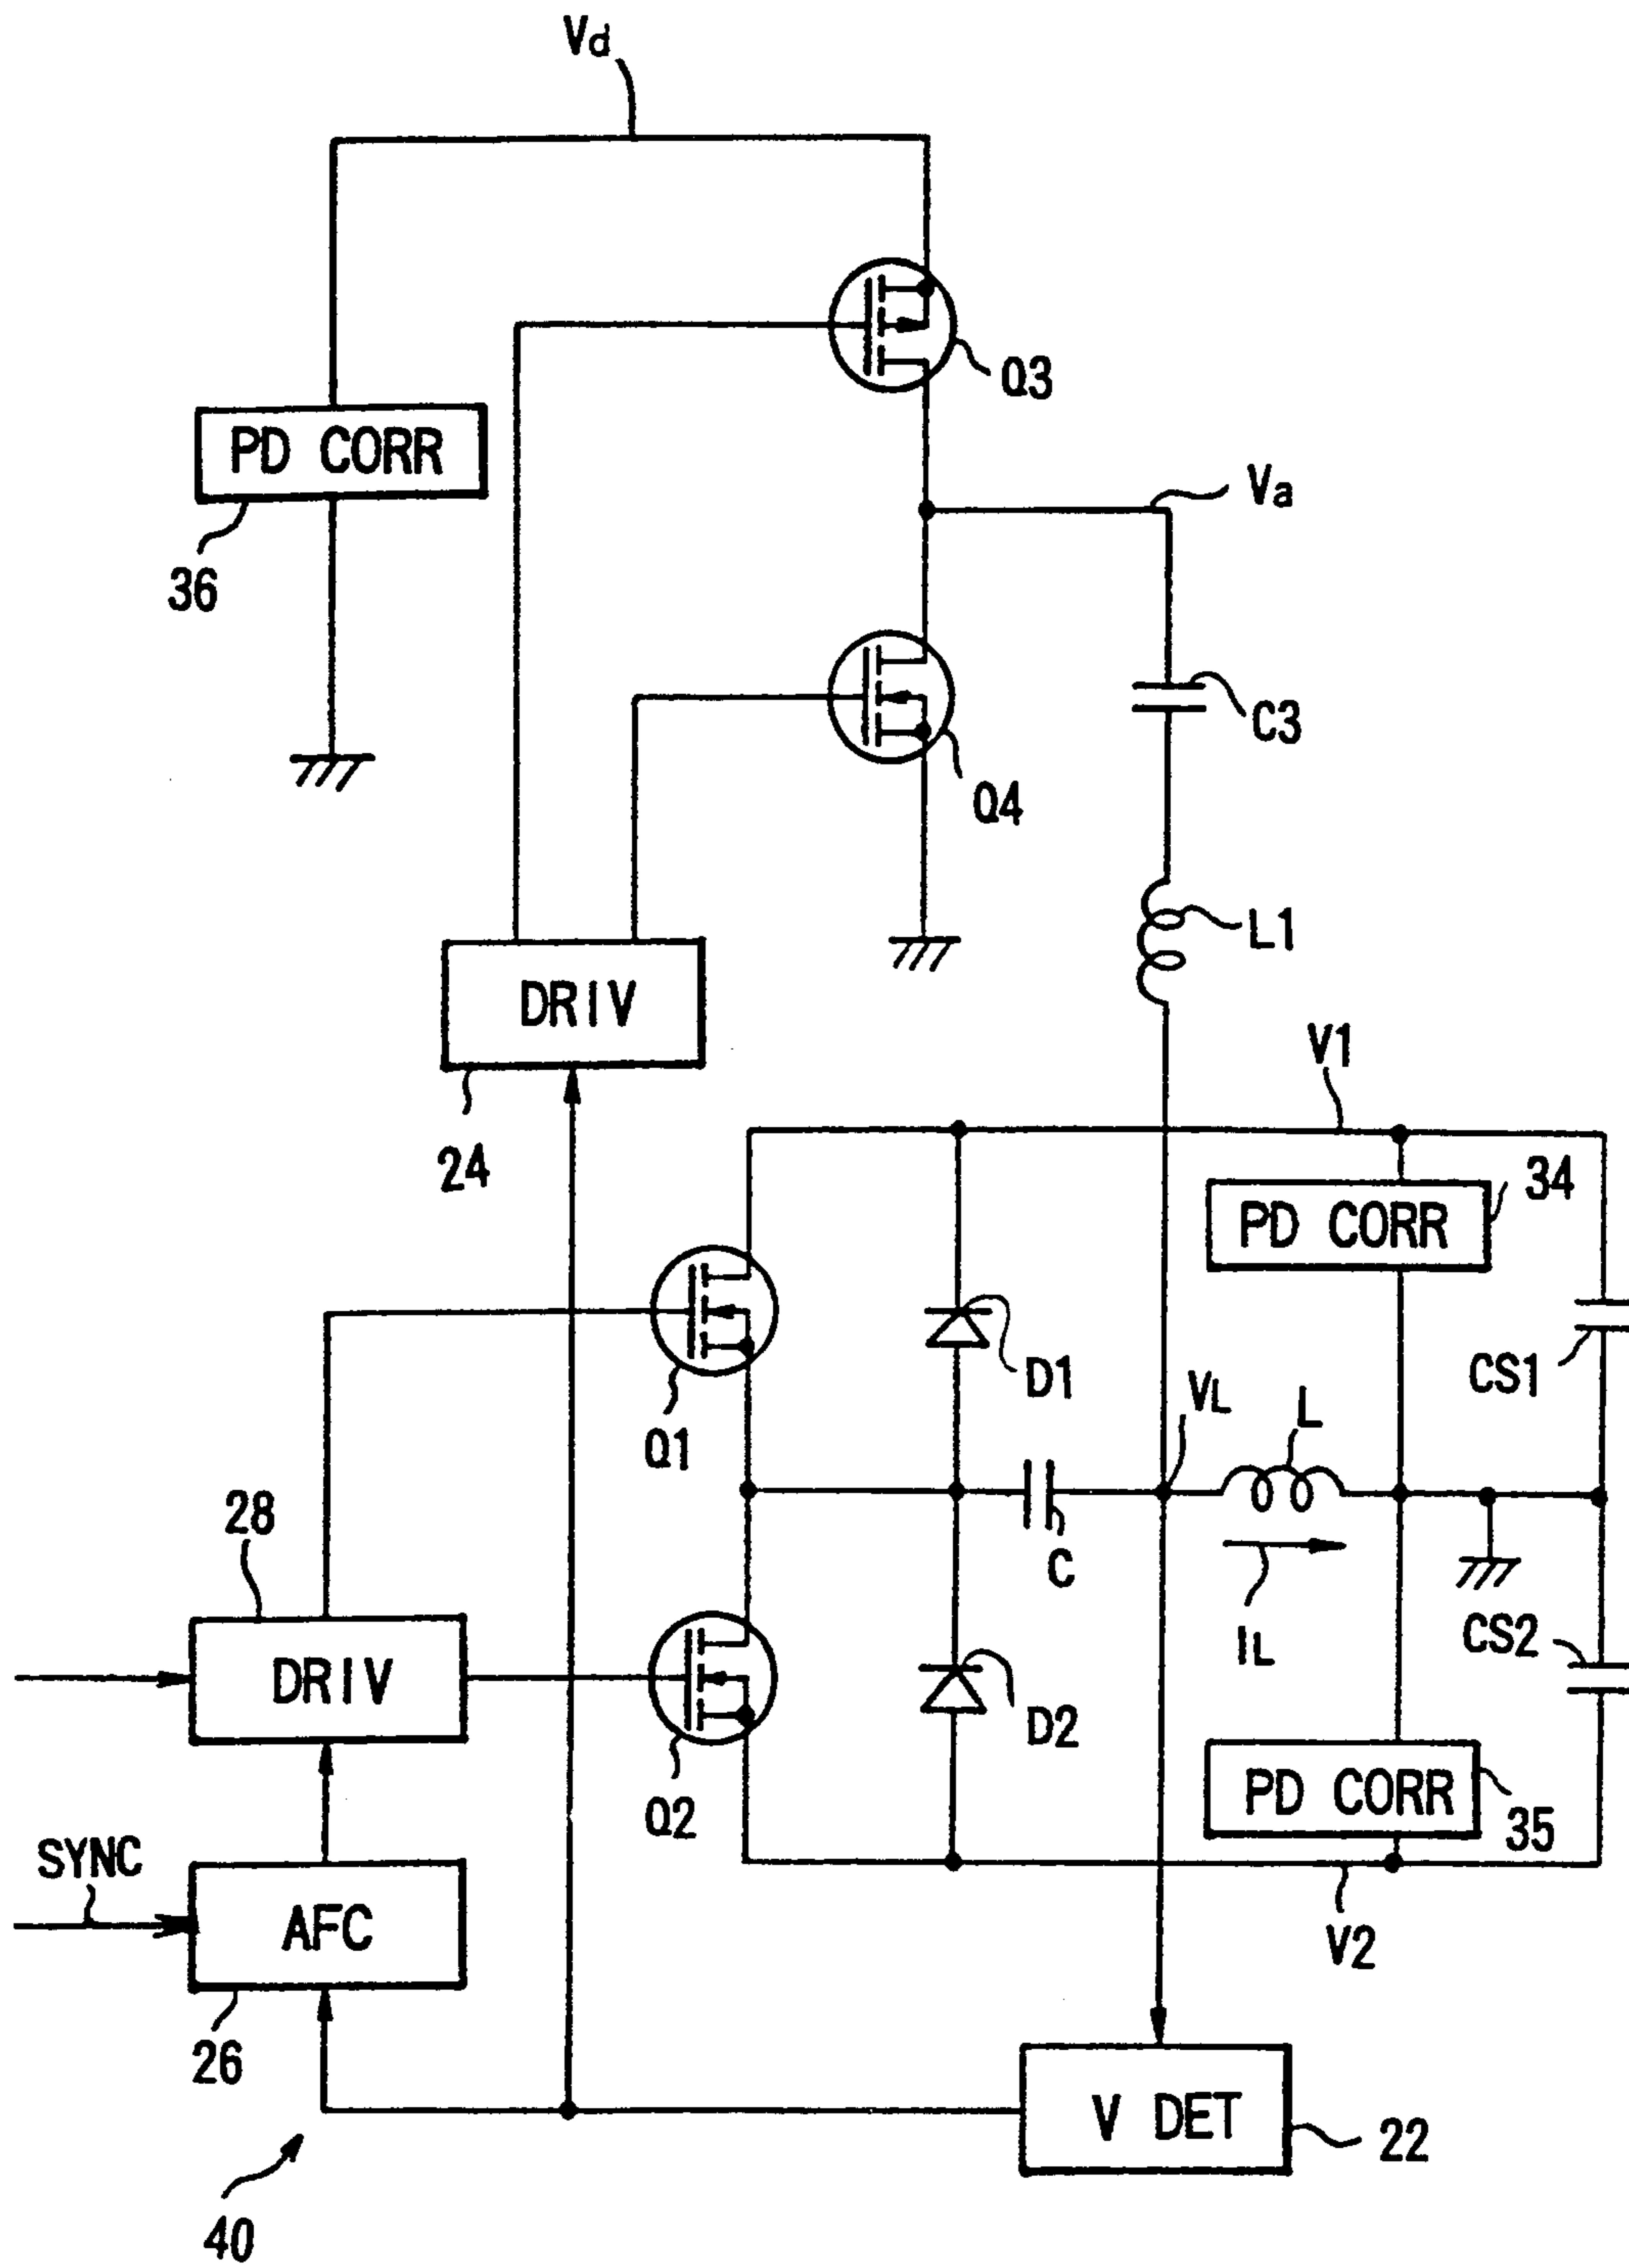 Vd
Q3
PD CORR
36
Va
C3
Q4
L1
DRIV
24
V1
34
PD CORR
CS1
D1
VL
L
Q1
28
C
CS2
IL
DRIV
D2
PD CORR
35
Q2
SYNC
AFC
V2
26
V DET
22
40